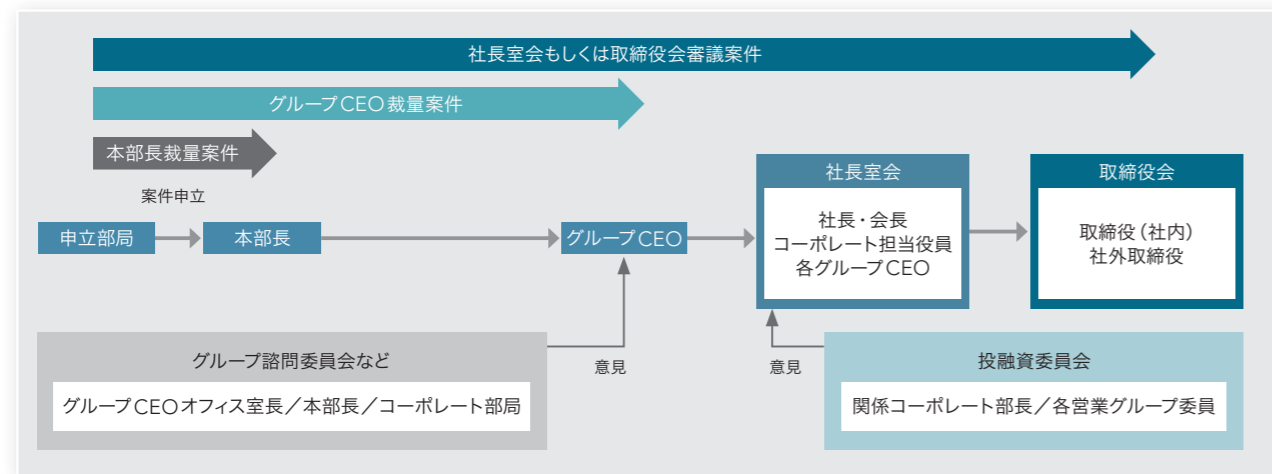 社長室会もしくは取締役会審議案件
グループCEO裁量案件
本部長裁量案件
案件申立
申立部局
本部長
グループCEO
社長室会
社長・会長
コーポレート担当役員
各グループCEO
取締役会
取締役（社内）
社外取締役
グループ諮問委員会など
グループCEOオフィス室長／本部長／コーポレート部局
意見
意見
投融資委員会
関係コーポレート部長／各営業グループ委員